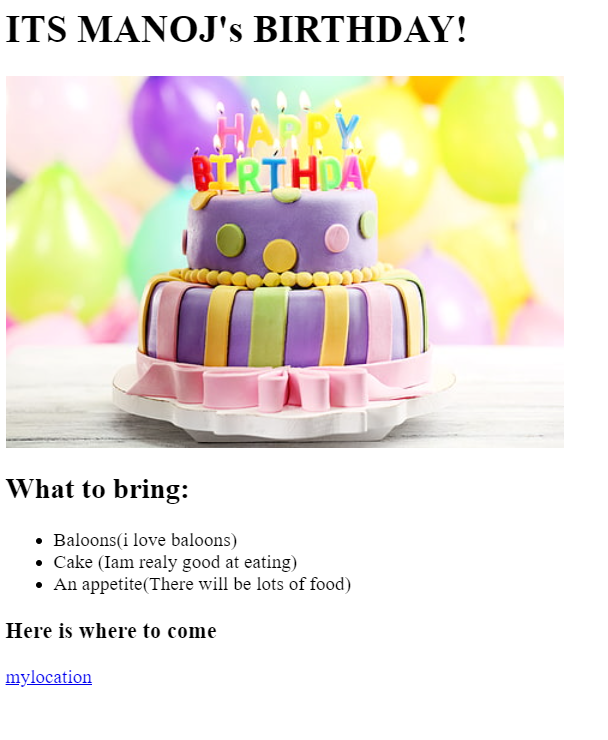 ITS MANOJ's BIRTHDAY!
HAPPY
BIRTHDAY
What to bring:
Baloons(i love baloons)
Cake (Iam realy good at eating)
An appetite(There will be lots of food)
Here is where to come
mylocation